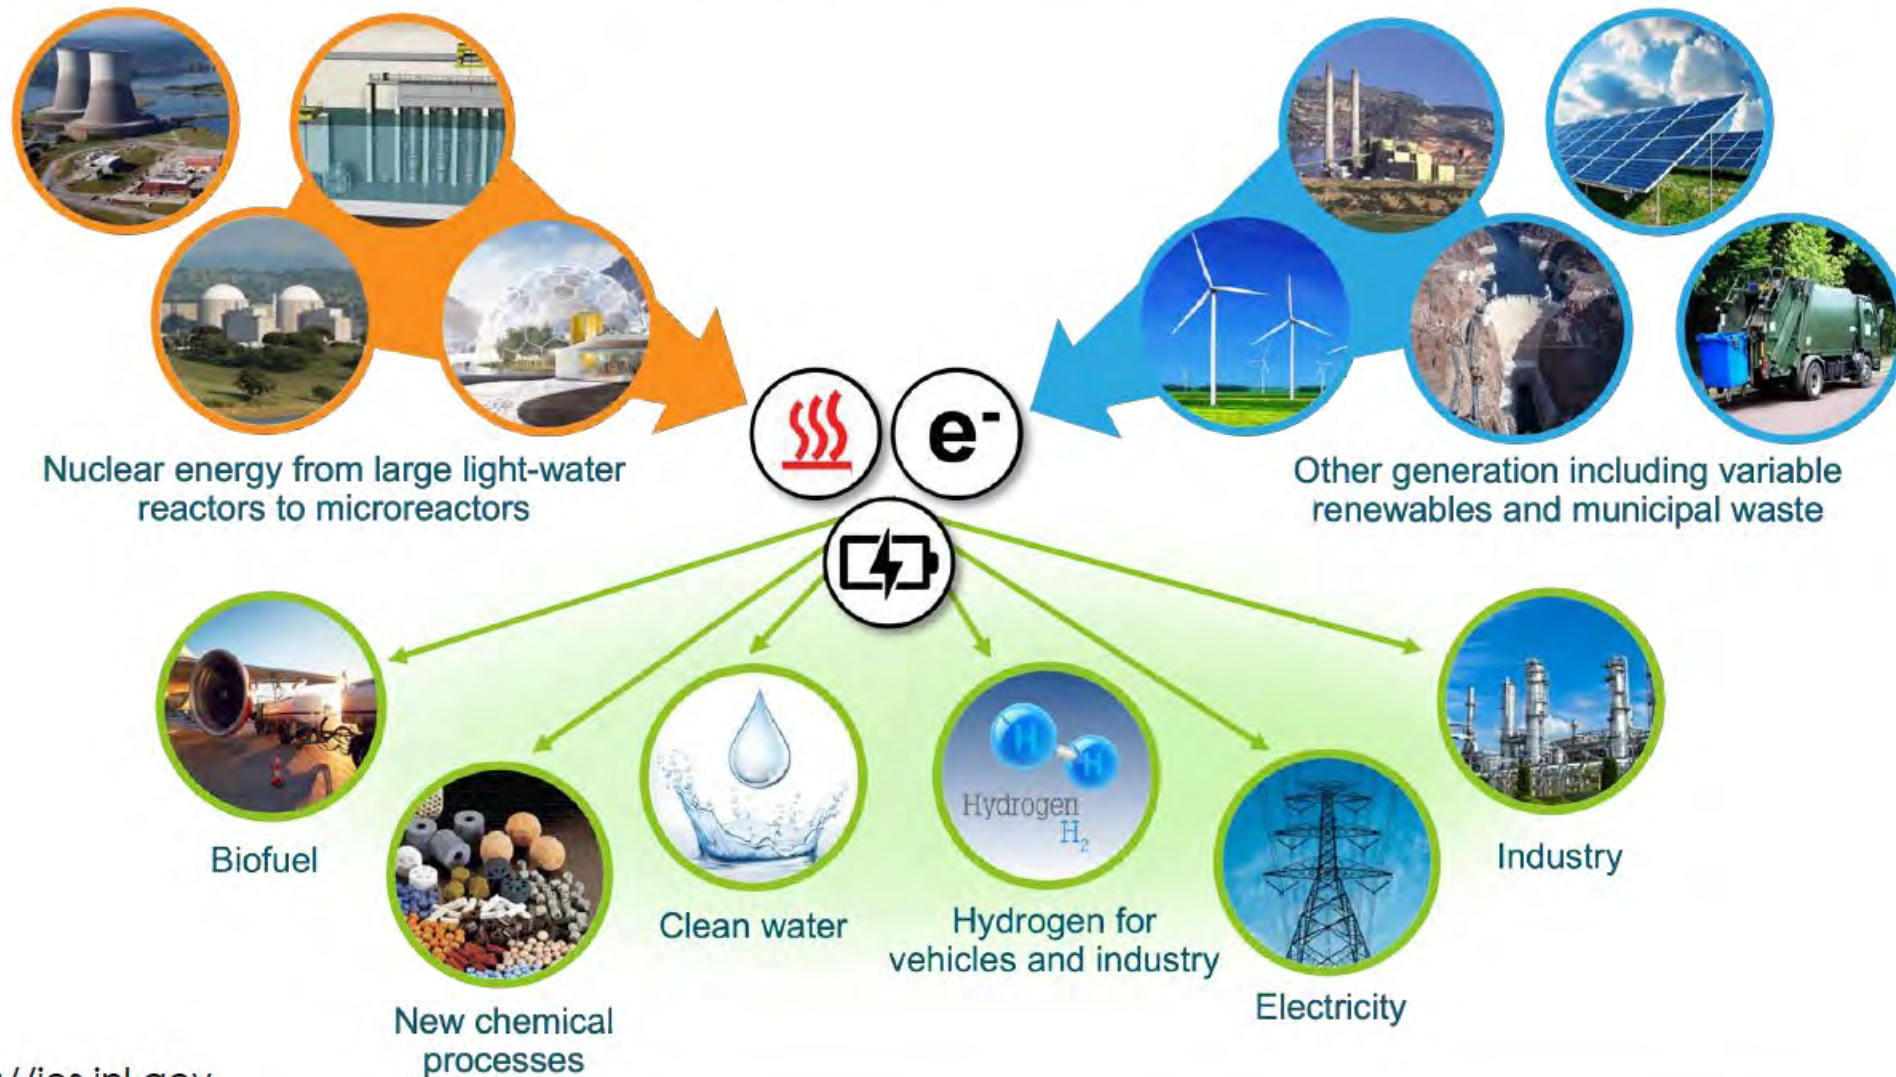 e-
Nuclear energy from large light-water
reactors to microreactors
Other generation including variable
renewables and municipal waste
H
H
Hydrogen
H2
Biofuel
Industry
Clean water
Hydrogen for
vehicles and industry
Electricity
New chemical
processes